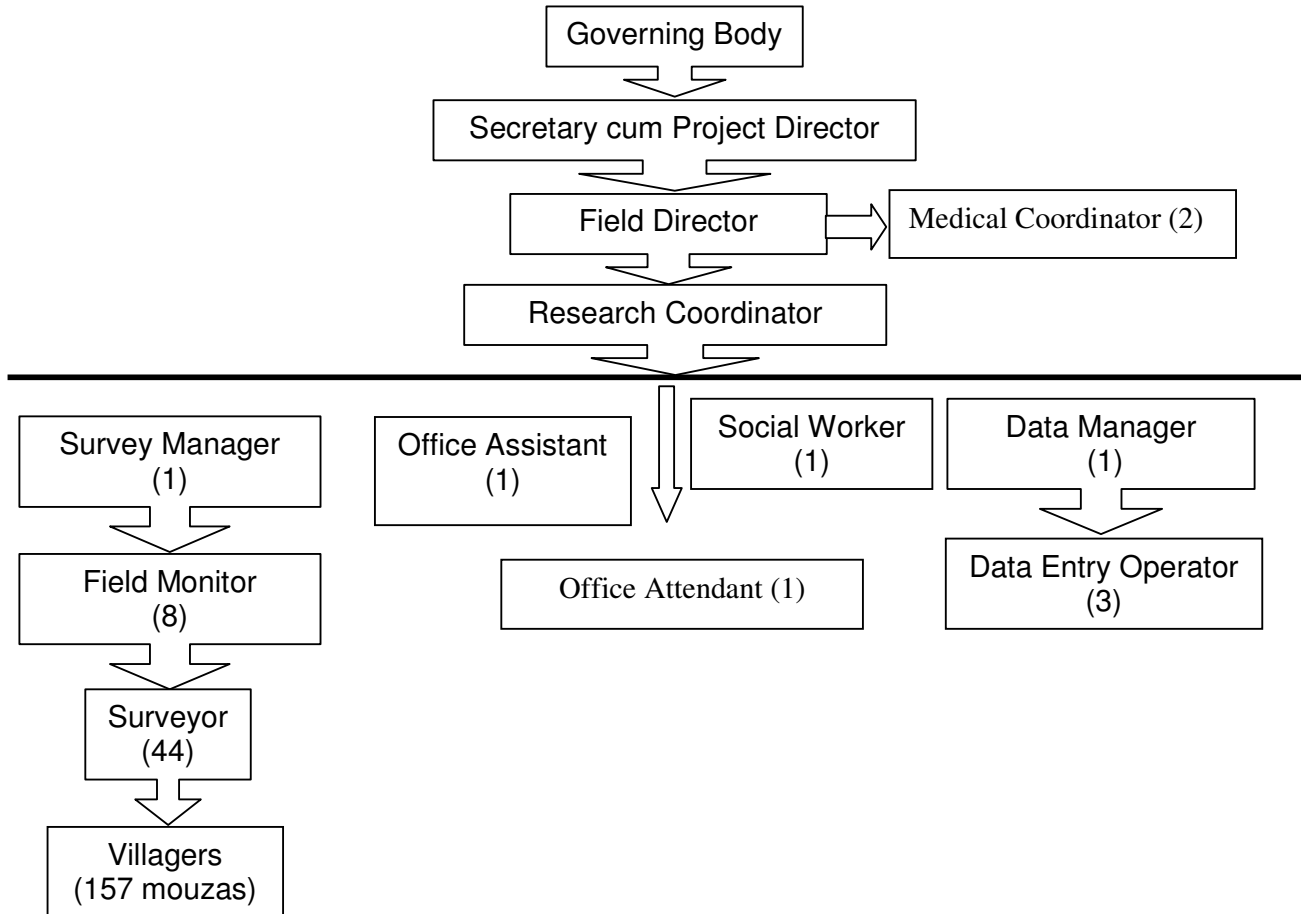 Governing Body
Secretary cum Project Director
Field Director
Medical Coordinator (2)
Research Coordinator
Survey Manager
(1)
Office Assistant
(1)
Social Worker
(1)
Data Manager
(1)
Field Monitor
(8)
Office Attendant (1)
Data Entry Operator
(3)
Surveyor
(44)
Villagers
(157 mouzas)